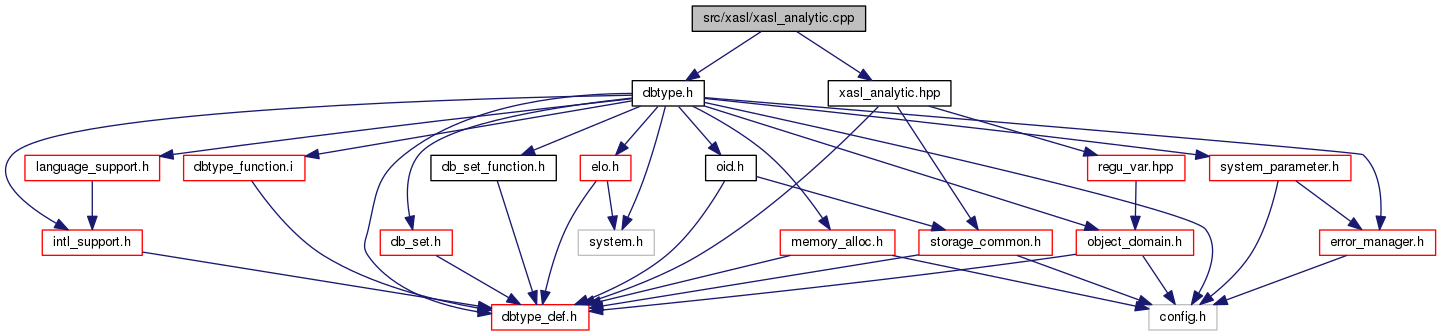 src/xasl/xasl_analytic.cpp
dbtype.h
xasl_analytic.hpp
language_support.h
dbtype_function.i
db_set_function.h
elo.h
oid.h
regu_var.hpp
system_parameter.h
intl_support.h
db_set.h
system.h
memory_alloc.h
storage_common.h
object_domain.h
error_manager.h
dbtype_def.h
config.h